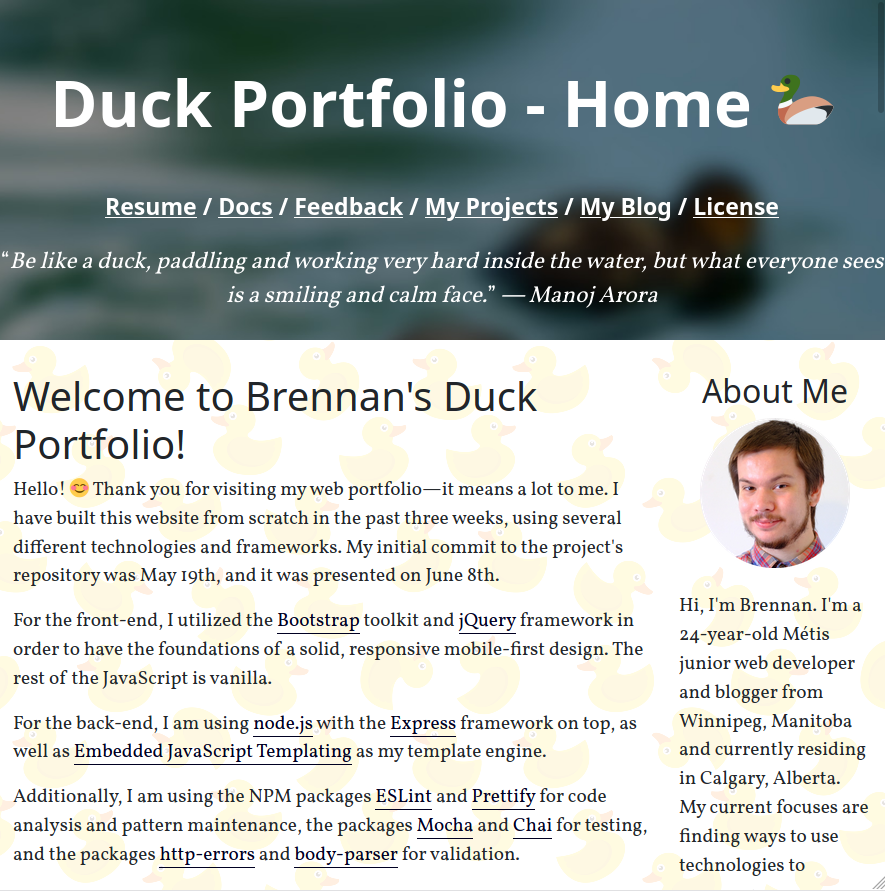 Duck Portfolio - Home
Resume / Docs / Feedback / My Projects / My Blog / License
“Be like a duck, paddling and working very hard inside the water, but what everyone sees
is a smiling and calm face.” — Manoj Arora
Welcome to Brennan's Duck
Portfolio!
Hello! 😊 Thank you for visiting my web portfolio—it means a lot to me. I
have built this website from scratch in the past three weeks, using several
different technologies and frameworks. My initial commit to the project's
repository was May 19th, and it was presented on June 8th.
For the front-end, I utilized the Bootstrap toolkit and jQuery framework in
order to have the foundations of a solid, responsive mobile-first design. The
rest of the JavaScript is vanilla.
For the back-end, I am using node.js with the Express framework on top, as
well as Embedded JavaScript Templating as my template engine.
Additionally, I am using the NPM packages ESLint and Prettify for code
analysis and pattern maintenance, the packages Mocha and Chai for testing,
and the packages http-errors and body-parser for validation.
About Me
Hi, I'm Brennan. I'm a
24-year-old Métis
junior web developer
and blogger from
Winnipeg, Manitoba
and currently residing
in Calgary, Alberta.
My current focuses are
finding ways to use
technologies to